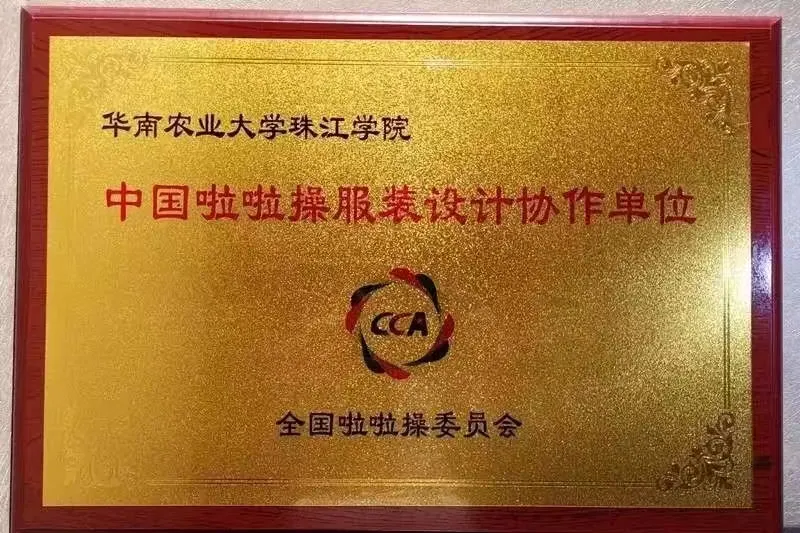 华南农业大学珠江学院
中国啦啦操服装设计协作单位
CCA
全国啦啦操委员会